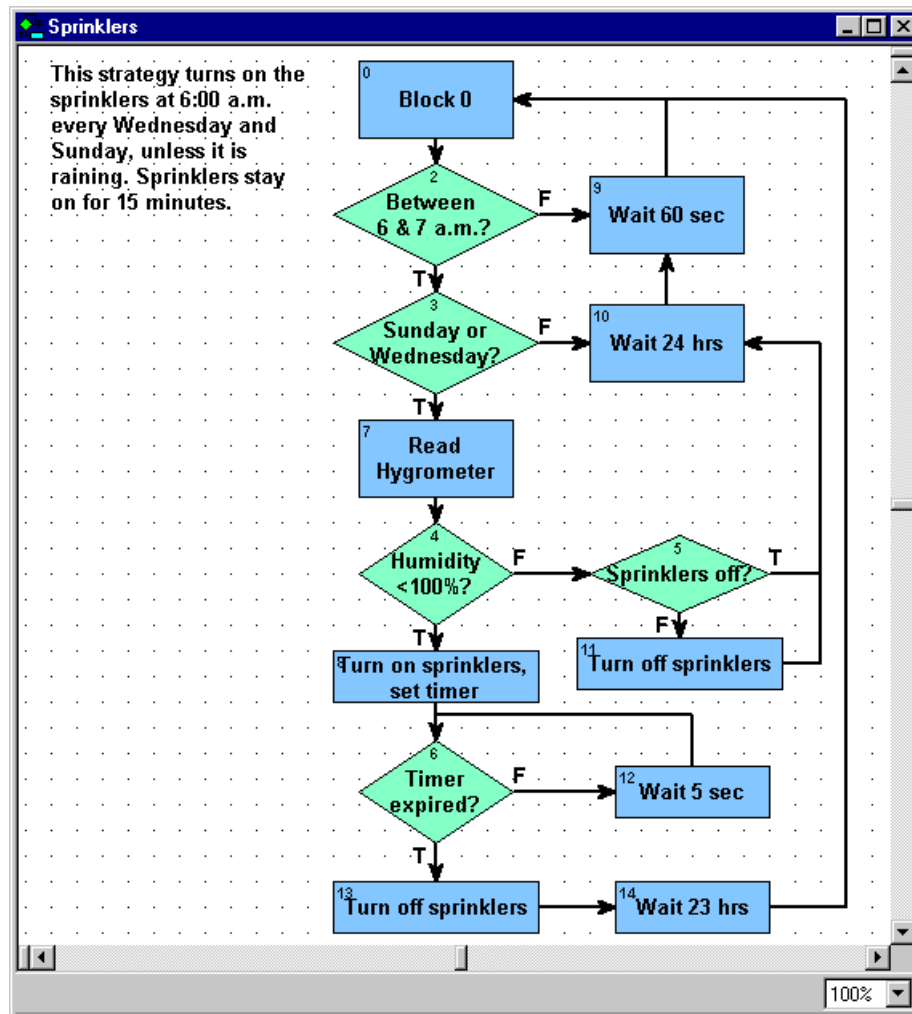 Sprinklers
This strategy turns on the
sprinklers at 6:00 a.m.
every Wednesday and
Sunday, unless it is
raining. Sprinklers stay
on for 15 minutes.
0
Block 0
2
Between
6 & 7 a.m.?
F
T
9
Wait 60 sec
3
Sunday or
Wednesday?
F
T
10
Wait 24 hrs
7
Read
Hygrometer
4
Humidity
<100%?
F
T
5
Sprinklers off?
T
F
11
Turn off sprinklers
8
Turn on sprinklers,
set timer
6
Timer
expired?
F
T
12
Wait 5 sec
13
Turn off sprinklers
14
Wait 23 hrs
100%